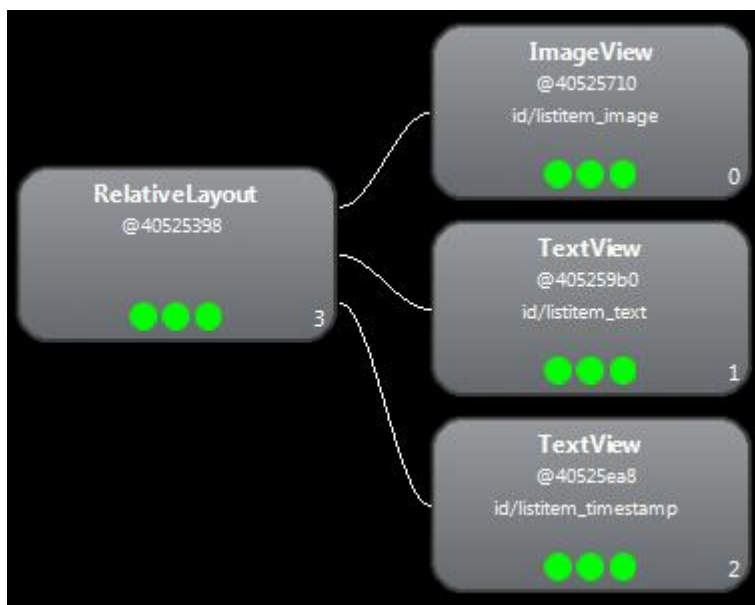 RelativeLayout
@40525398
3
ImageView
@40525710
id/listitem_image
0
TextView
@405259b0
id/listitem_text
1
TextView
@40525ea8
id/listitem_timestamp
2